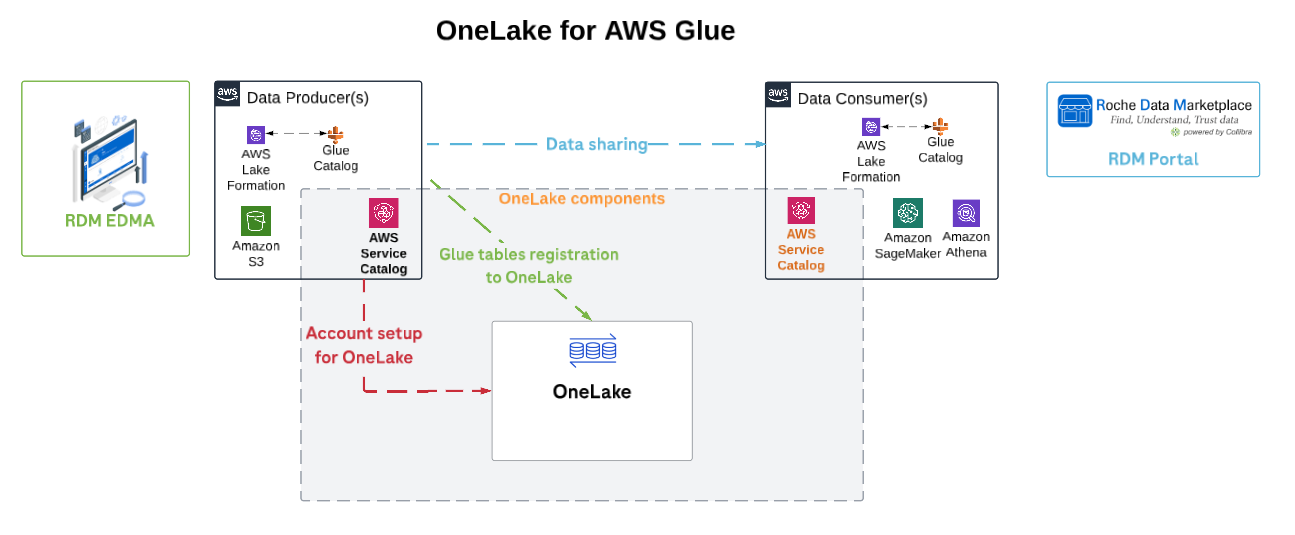 OneLake for AWS Glue
RDM EDMA
aws
Data Producer(s)
AWS
Lake
Formation
Glue
Catalog
Amazon
S3
AWS
Service
Catalog
Data sharing
OneLake components
Glue tables registration
to OneLake
Account setup
for OneLake
OneLake
aws
Data Consumer(s)
AWS
Lake
Formation
Glue
Catalog
AWS
Service
Catalog
Amazon
SageMaker
Amazon
Athena
Roche Data Marketplace
Find, Understand, Trust data
powered by Collibra
RDM Portal